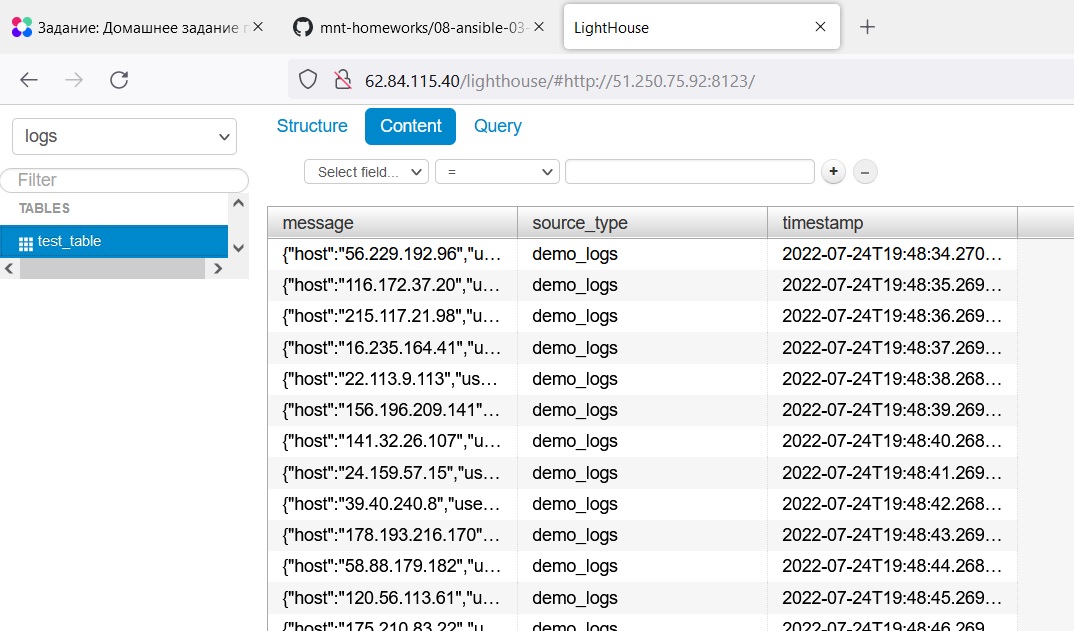 Задание: Домашнее задание
mnt-homeworks/08-ansible-03-
LightHouse
62.84.115.40/lighthouse/#http://51.250.75.92:8123/
logs
Structure Content Query
Filter
Select field... =
TABLES
test_table
message source_type timestamp
{"host":"56.229.192.96","u... demo_logs 2022-07-24T19:48:34.270...
{"host":"116.172.37.20","u... demo_logs 2022-07-24T19:48:35.269...
{"host":"215.117.21.98","u... demo_logs 2022-07-24T19:48:36.269...
{"host":"16.235.164.41","u... demo_logs 2022-07-24T19:48:37.269...
{"host":"22.113.9.113","us... demo_logs 2022-07-24T19:48:38.268...
{"host":"156.196.209.141"... demo_logs 2022-07-24T19:48:39.269...
{"host":"141.32.26.107","u... demo_logs 2022-07-24T19:48:40.268...
{"host":"24.159.57.15","us... demo_logs 2022-07-24T19:48:41.269...
{"host":"39.40.240.8","use... demo_logs 2022-07-24T19:48:42.268...
{"host":"178.193.216.170"... demo_logs 2022-07-24T19:48:43.269...
{"host":"58.88.179.182","u... demo_logs 2022-07-24T19:48:44.268...
{"host":"120.56.113.61","u... demo_logs 2022-07-24T19:48:45.269...
{"host":"175.210.83.22","u... demo_logs 2022-07-24T19:48:46.269...